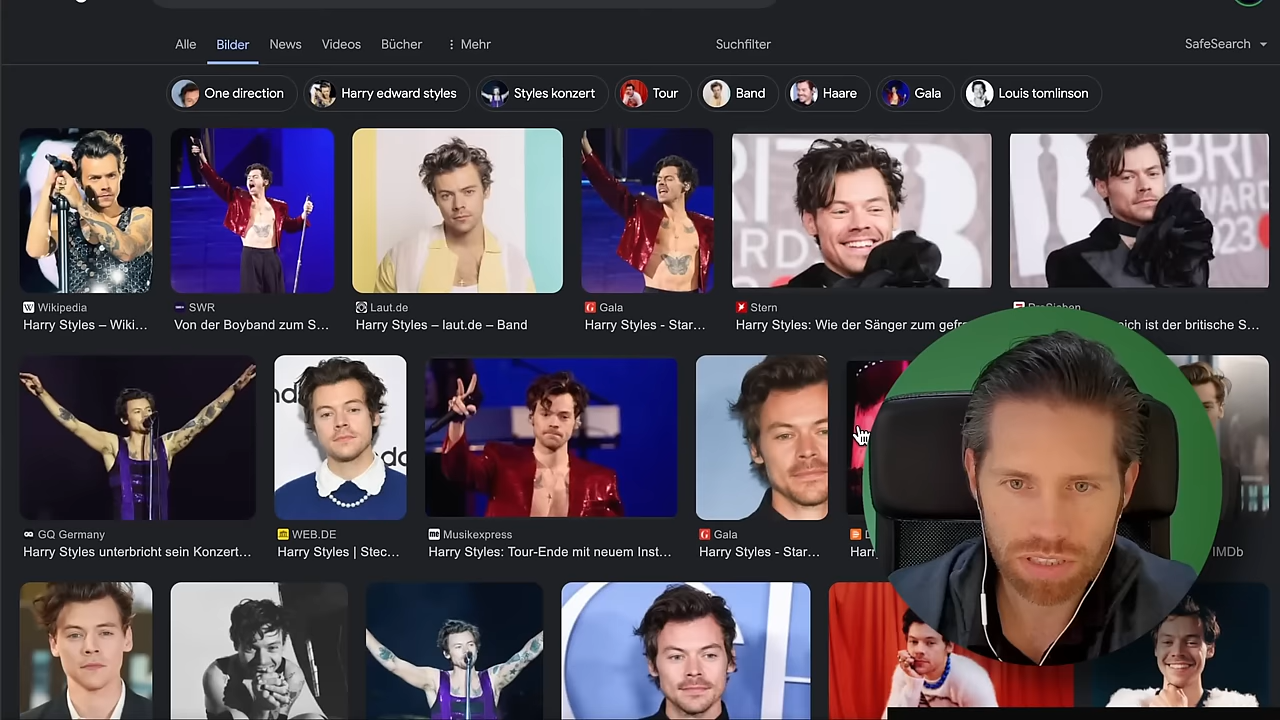 Alle Bilder News Videos Bücher Mehr Suchfilter SafeSearch
One direction Harry edward styles Styles konzert Tour Band Haare Gala Louis tomlinson
Wikipedia
Harry Styles – Wiki...
SWR
Von der Boyband zum S...
Laut.de
Harry Styles – laut.de – Band
Gala
Harry Styles - Star...
Stern
Harry Styles: Wie der Sänger zum gefr
ProSieben
eich ist der britische S...
GQ Germany
Harry Styles unterbricht sein Konzert...
WEB.DE
Harry Styles | Stec...
Musikexpress
Harry Styles: Tour-Ende mit neuem Inst...
Gala
Harry Styles - Star...
Harr
IMDb